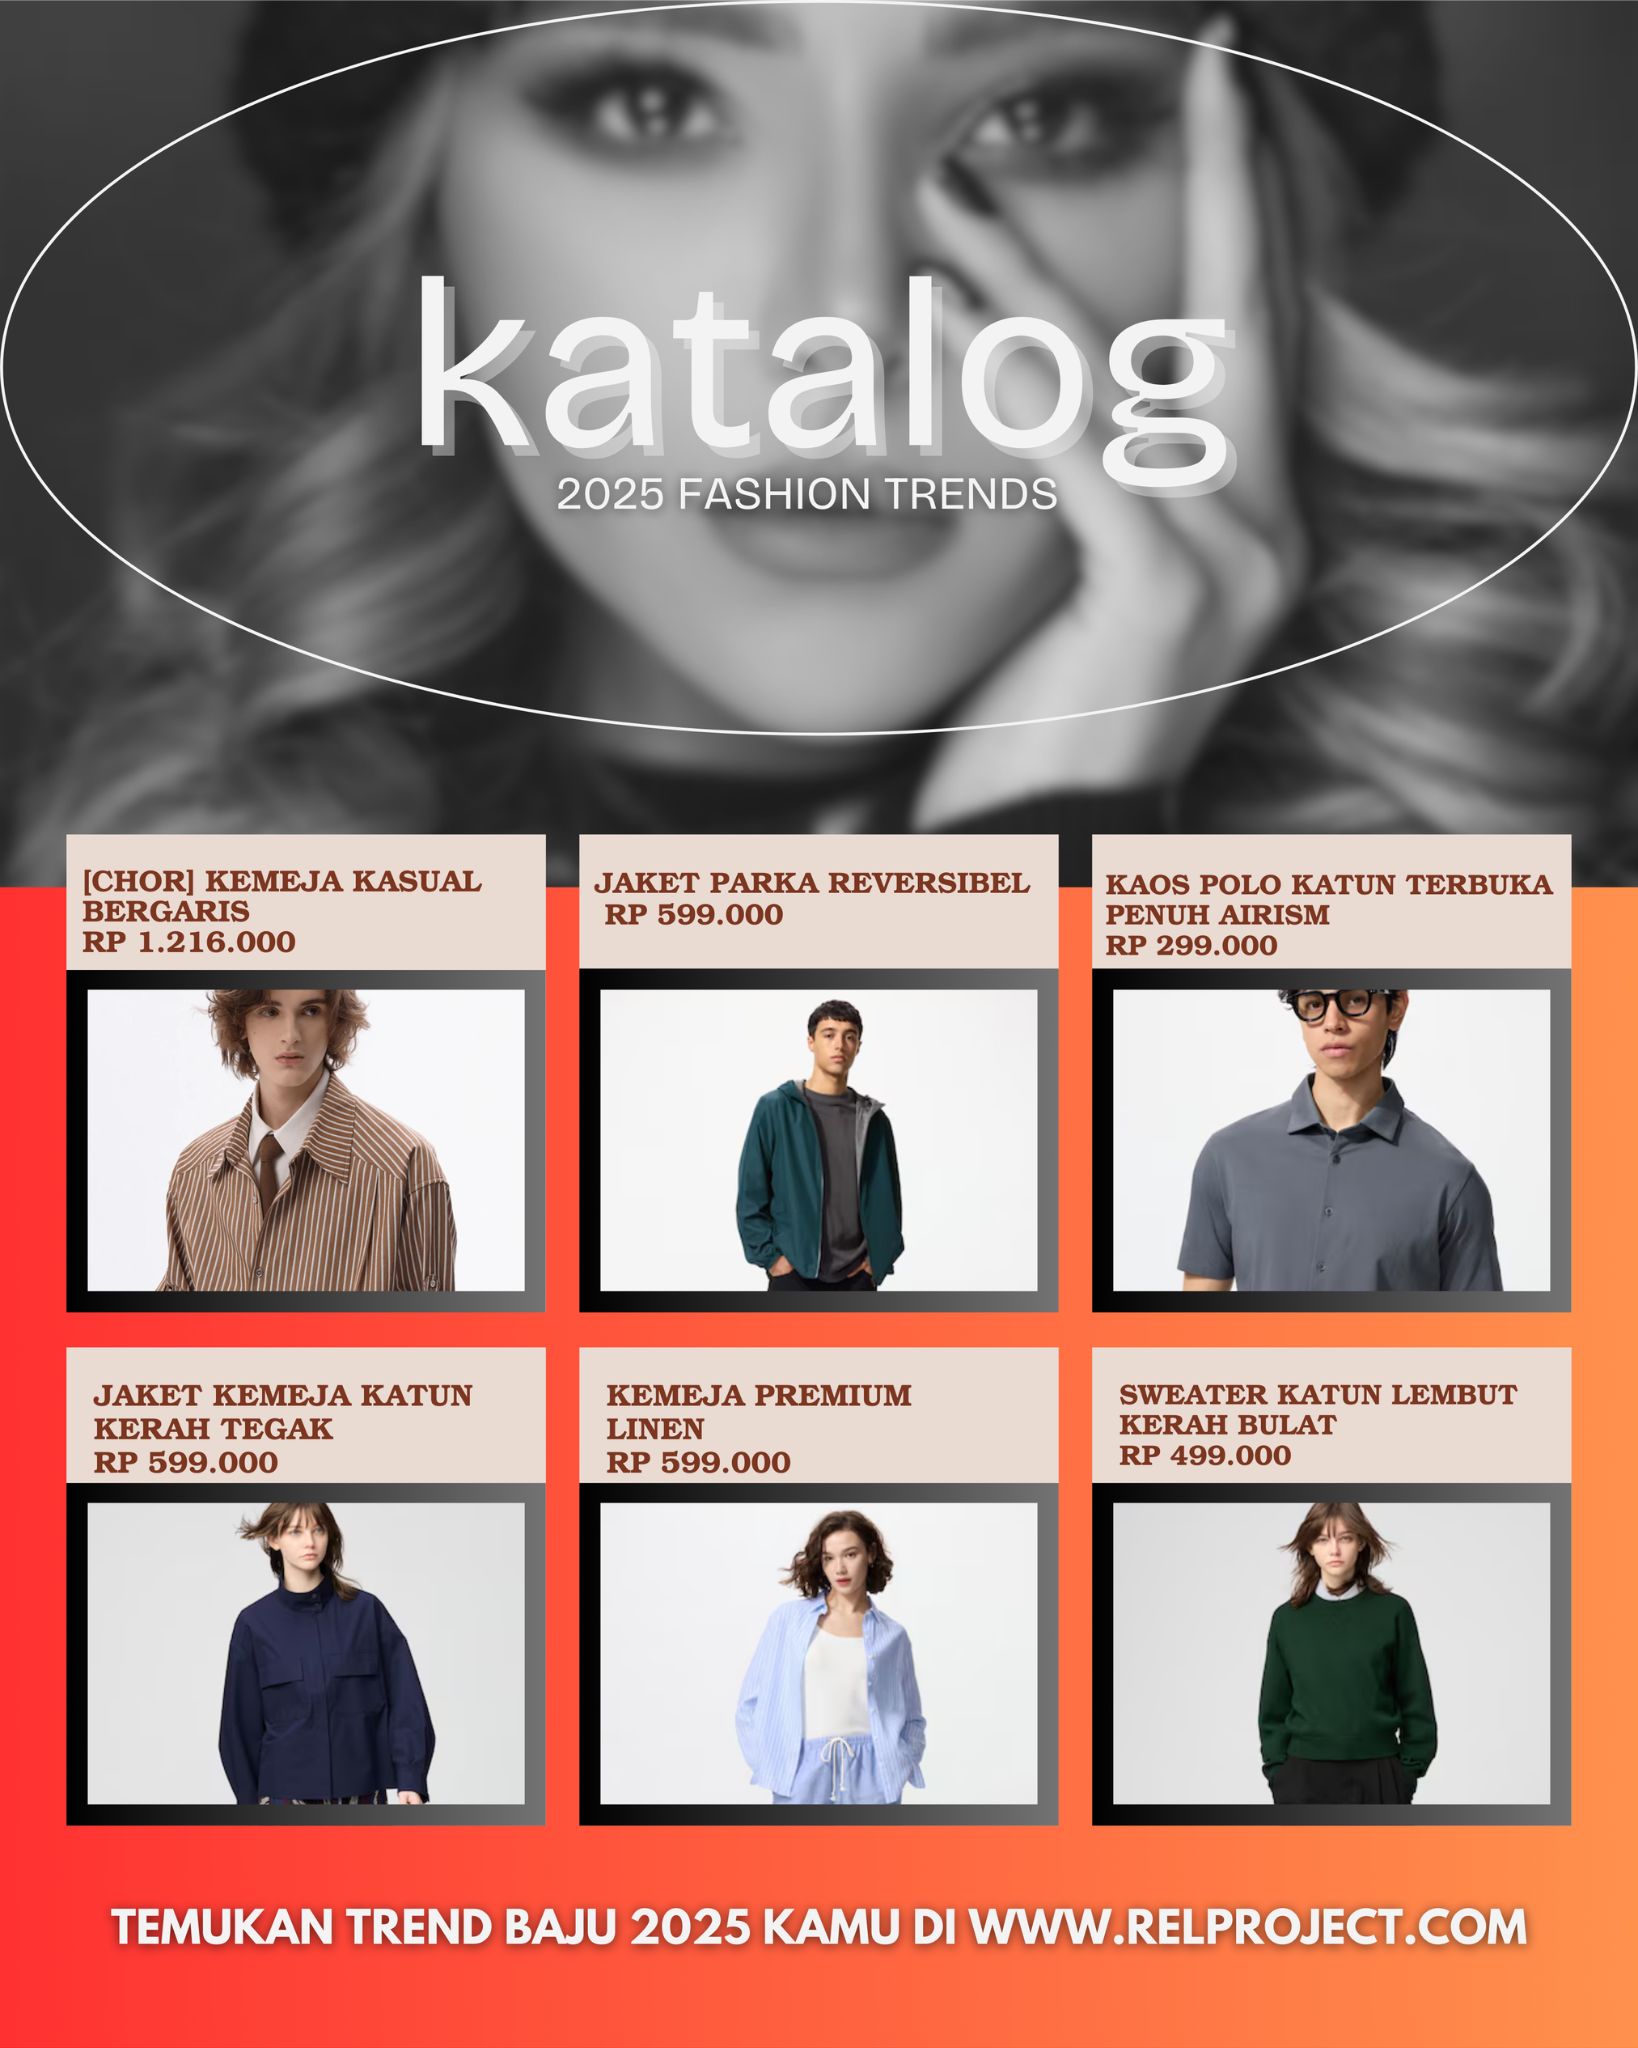 katalog
2025 FASHION TRENDS
[CHOR] KEMEJA KASUAL
BERGARIS
RP 1.216.000
JAKET PARKA REVERSIBEL
RP 599.000
KAOS POLO KATUN TERBUKA
PENUH AIRISM
RP 299.000
JAKET KEMEJA KATUN
KERAH TEGAK
RP 599.000
KEMEJA PREMIUM
LINEN
RP 599.000
SWEATER KATUN LEMBUT
KERAH BULAT
RP 499.000
TEMUKAN TREND BAJU 2025 KAMU DI WWW.RELPROJECT.COM